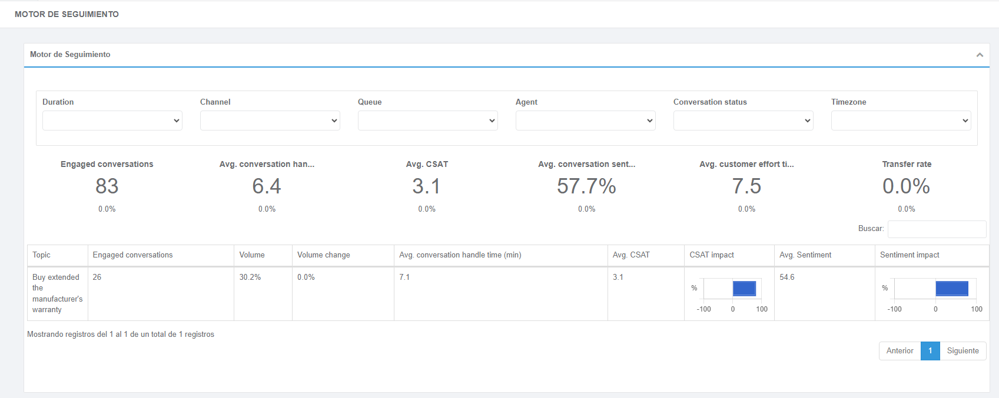 MOTOR DE SEGUIMIENTO
Motor de Seguimiento
Duration Channel Queue Agent Conversation status Timezone
Engaged conversations Avg. conversation han... Avg. CSAT Avg. conversation sent... Avg. customer effort ti... Transfer rate
83 6.4 3.1 57.7% 7.5 0.0%
0.0% 0.0% 0.0% 0.0% 0.0% 0.0%
Buscar:
Topic Engaged conversations Volume Volume change Avg. conversation handle time (min) Avg. CSAT CSAT impact Avg. Sentiment Sentiment impact
Buy extended 26 30.2% 0.0% 7.1 3.1 54.6
the % %
manufacturer's
warranty -100 0 100 -100 0 100
Mostrando registros del 1 al 1 de un total de 1 registros
Anterior 1 Siguiente